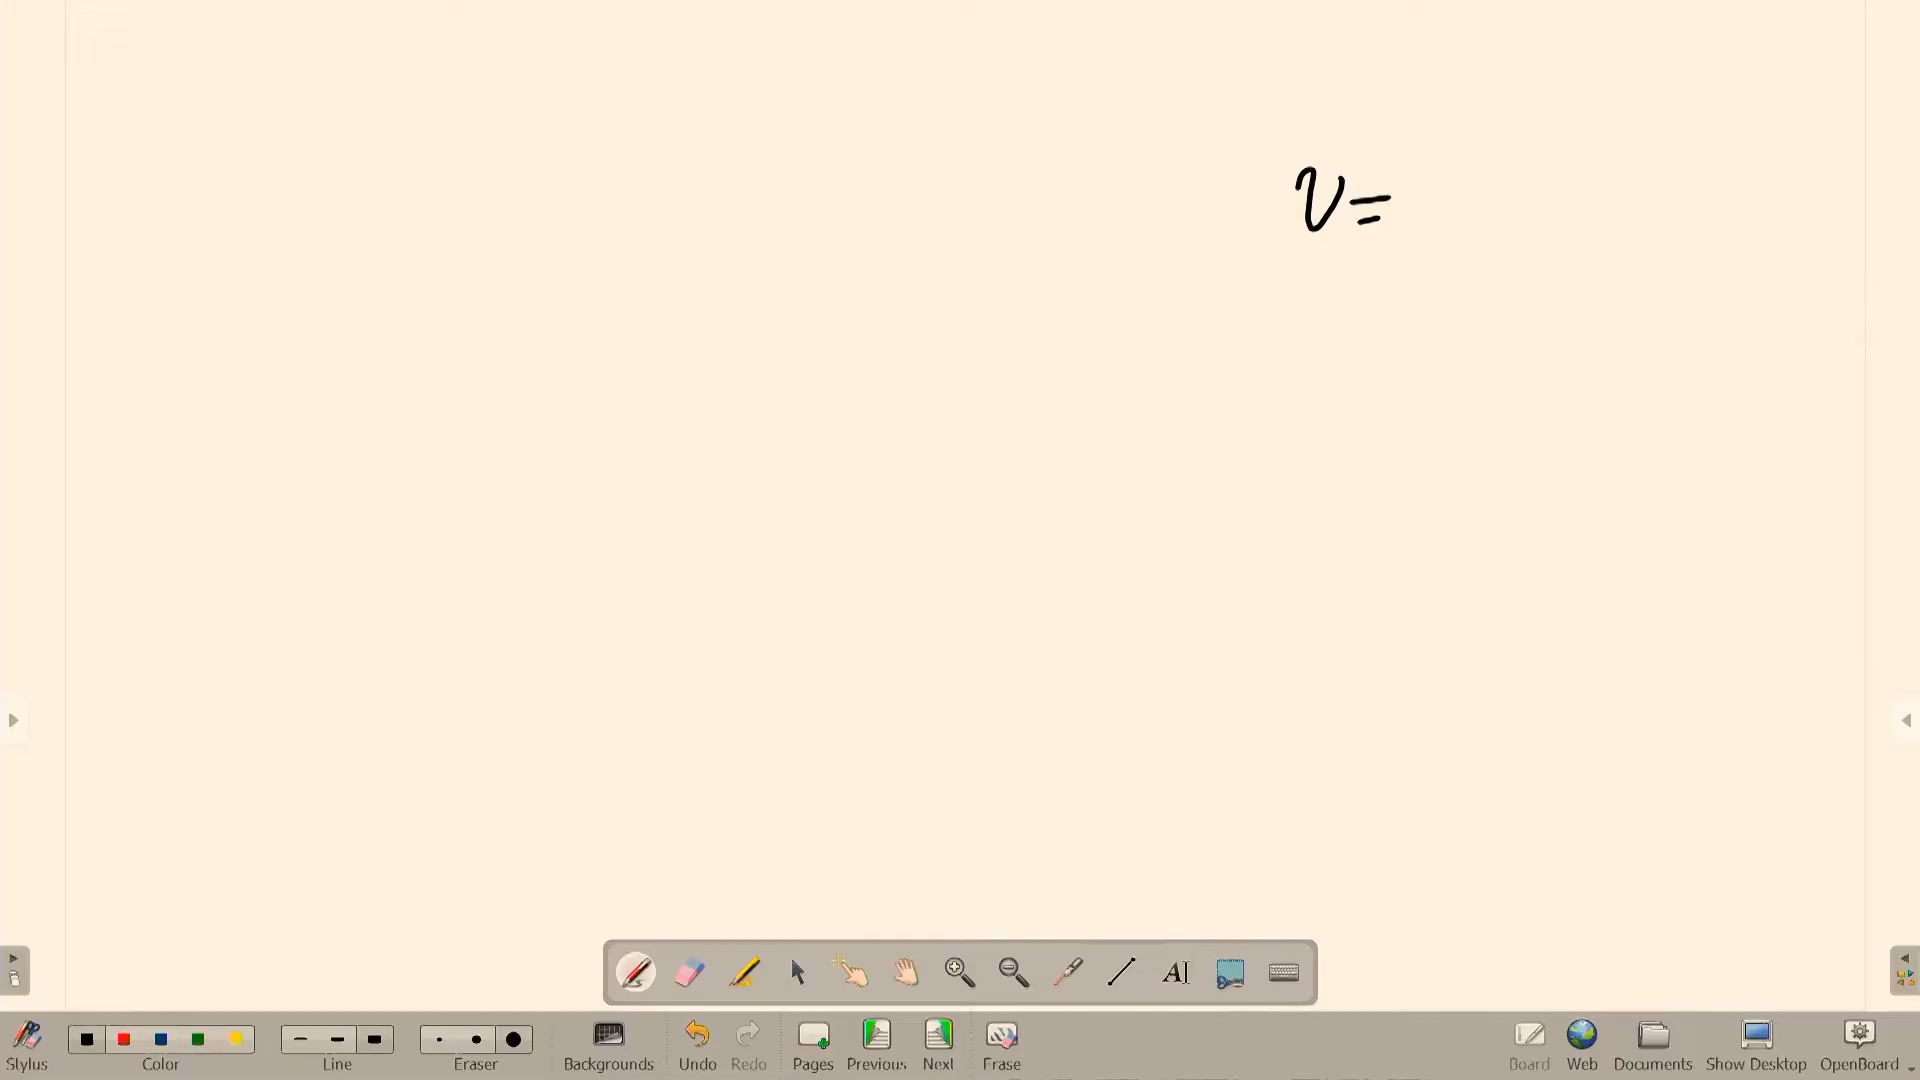 v=
Stylus
Color
Line
Eraser
Backgrounds
Undo
Redo
Pages
Previous
Next
Erase
Board
Web
Documents
Show Desktop
OpenBoard